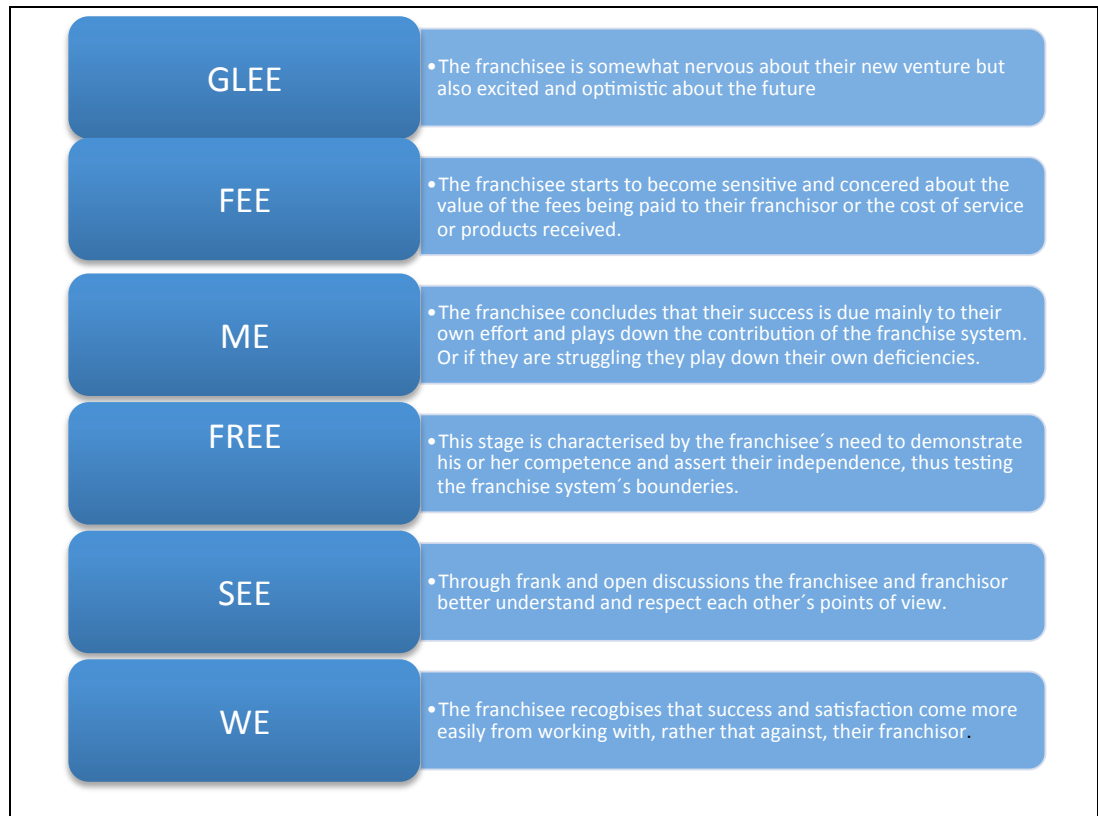 GLEE
•The franchisee is somewhat nervous about their new venture but
also excited and optimistic about the future
FEE
•The franchisee starts to become sensitive and concered about the
value of the fees being paid to their franchisor or the cost of service
or products received.
ME
•The franchisee concludes that their success is due mainly to their
own effort and plays down the contribution of the franchise system.
Or if they are struggling they play down their own deficiencies.
FREE
•This stage is characterised by the franchisee´s need to demonstrate
his or her competence and assert their independence, thus testing
the franchise system´s bounderies.
SEE
•Through frank and open discussions the franchisee and franchisor
better understand and respect each other´s points of view.
WE
•The franchisee recogbises that success and satisfaction come more
easily from working with, rather that against, their franchisor.